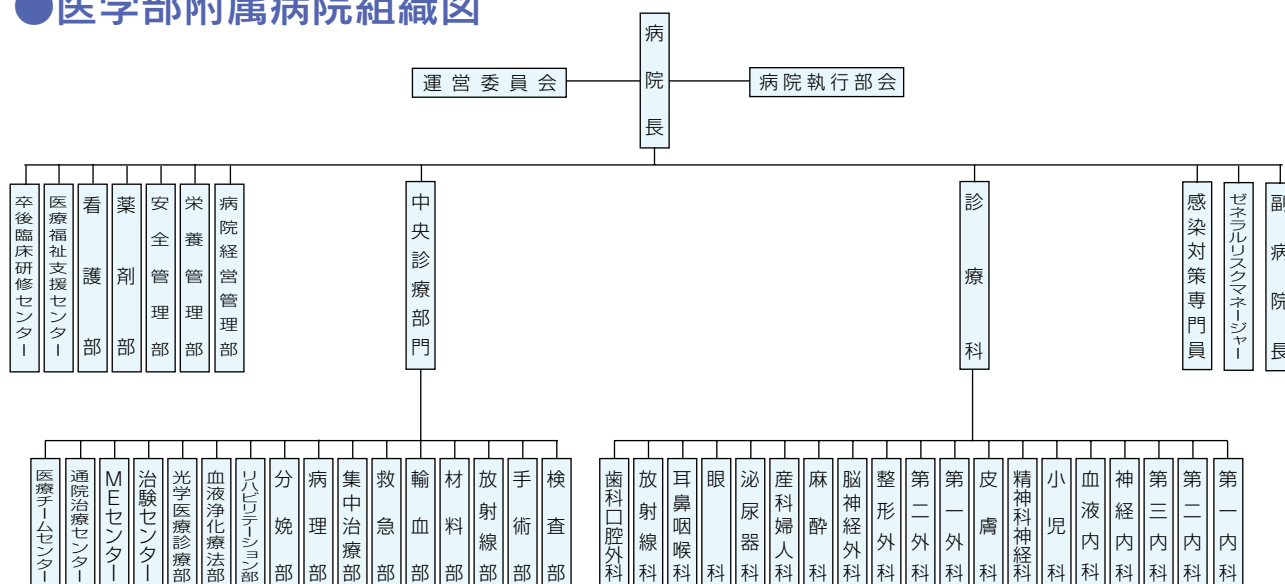 ●医学部附属病院組織図
病院長
運営委員会
病院執行部会
卒後臨床研修センター
医療福祉支援センター
看護部
薬剤部
安全管理部
栄養管理部
病院経営管理部
中央診療部門
診療科
感染対策専門員
ゼネラルリスクマネージャー
副病院長
医療チームセンター
通院治療センター
MEセンター
治験センター
光学医療診療部
血液浄化療法部
リハビリテーション部
分娩部
病理部
集中治療部
救急部
輸血部
材料部
放射線部
手術部
検査部
歯科口腔外科
放射線科
耳鼻咽喉科
眼科
泌尿器科
産科婦人科
麻酔科
脳神経外科
整形外科
第二外科
第一外科
皮膚科
精神科神経科
小児科
血液内科
神経内科
第三内科
第二内科
第一内科